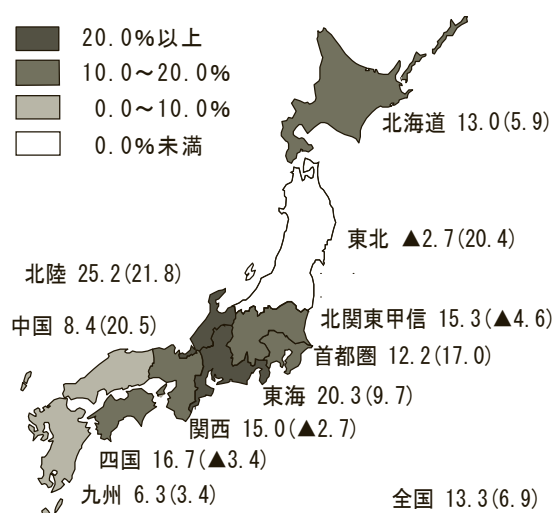 20.0%以上
10.0～20.0%
0.0～10.0%
0.0%未満
北海道 13.0(5.9)
東北 ▲2.7(20.4)
北陸 25.2(21.8)
中国 8.4(20.5)
北関東甲信 15.3(▲4.6)
首都圏 12.2(17.0)
東海 20.3(9.7)
関西 15.0(▲2.7)
四国 16.7(▲3.4)
九州 6.3(3.4)
全国 13.3(6.9)